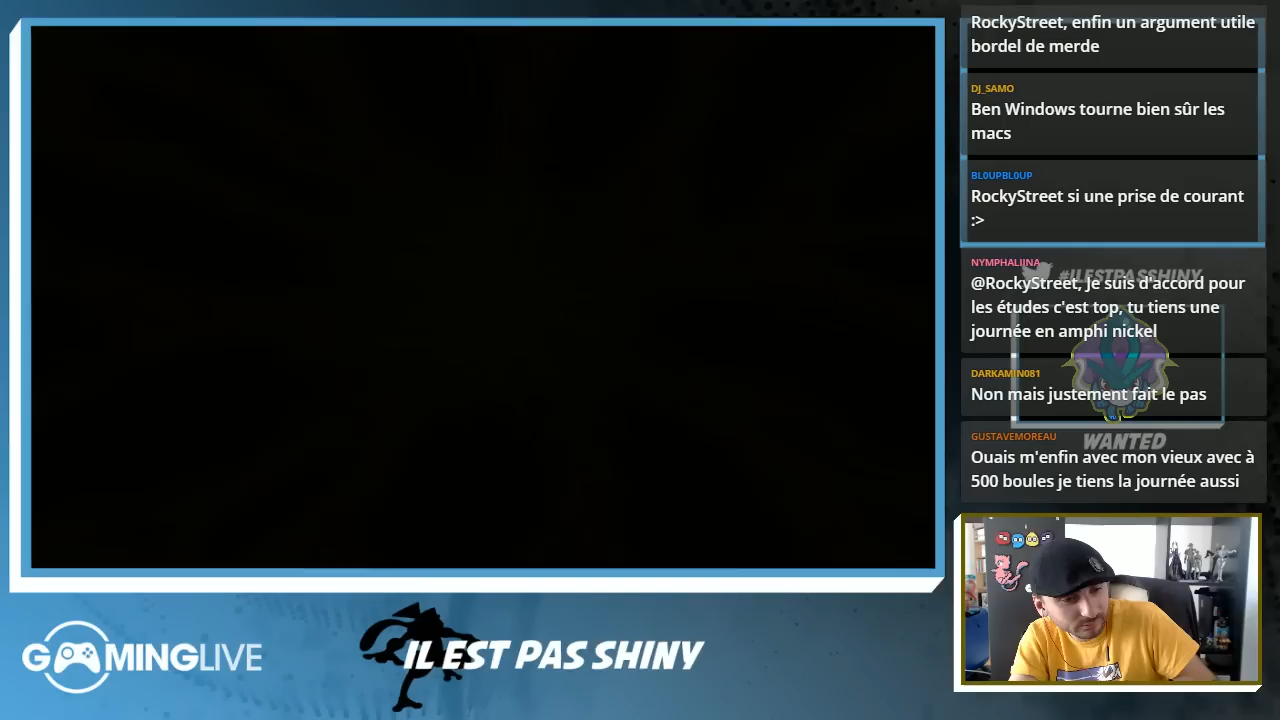 RockyStreet, enfin un argument utile
bordel de merde
DJ_SAMO
Ben Windows tourne bien sûr les
macs
BL0UPBL0UP
RockyStreet si une prise de courant
:>
NYMPHALIINA
#ILESTPASSHINY
@RockyStreet, Je suis d'accord pour
les études c'est top, tu tiens une
journée en amphi nickel
DARKAMIN081
Non mais justement fait le pas
GUSTAVEMOREAU
WANTED
Ouais m'enfin avec mon vieux avec à
500 boules je tiens la journée aussi
GAMINGLIVE
IL EST PAS SHINY